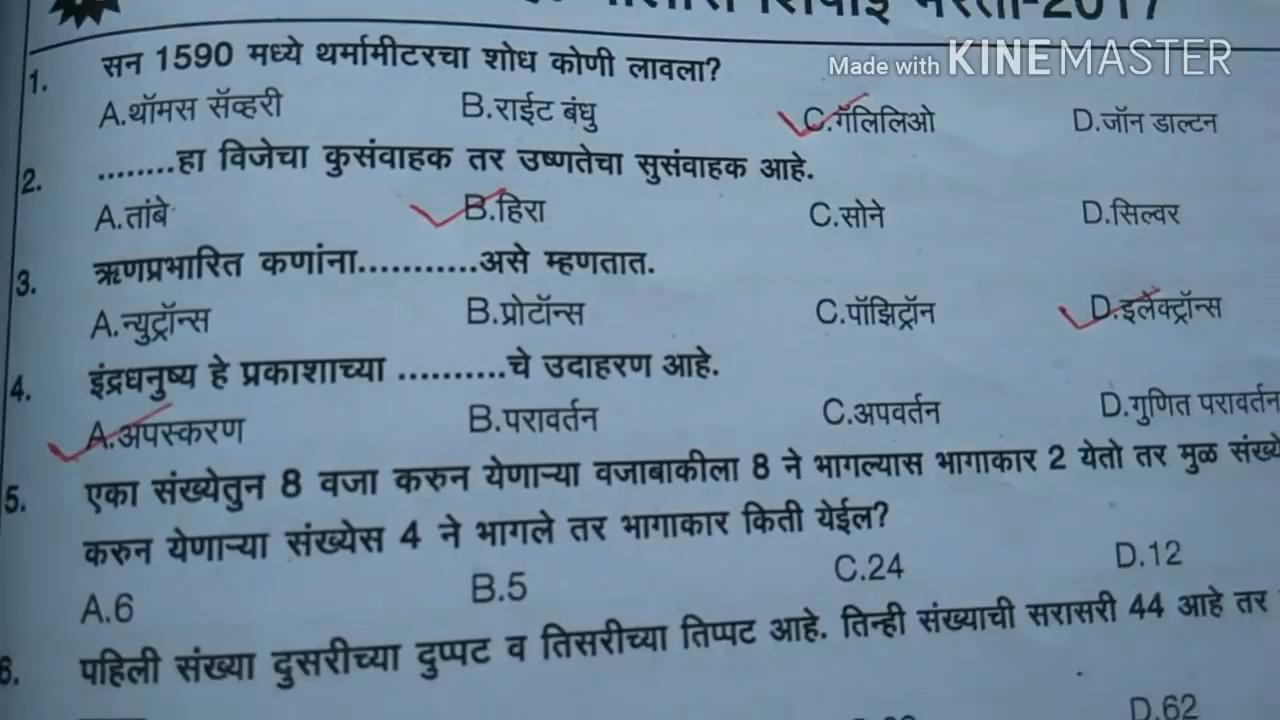 शिपाई भरती-2017
Made with KINEMASTER
1. सन 1590 मध्ये थर्मामीटरचा शोध कोणी लावला?
A.थॉमस सॅव्हरी B.राईट बंधु C.गॅलिलिओ D.जॉन डाल्टन
2. ........हा विजेचा कुसंवाहक तर उष्णतेचा सुसंवाहक आहे.
A.तांबे B.हिरा C.सोने D.सिल्वर
3. ऋणप्रभारित कणांना...........असे म्हणतात.
A.न्युट्रॉन्स B.प्रोटॉन्स C.पॉझिट्रॉन D.इलेक्ट्रॉन्स
4. इंद्रधनुष्य हे प्रकाशाच्या ..........चे उदाहरण आहे.
A.अपस्करण B.परावर्तन C.अपवर्तन D.गुणित परावर्तन
5. एका संख्येतुन 8 वजा करुन येणाऱ्या वजाबाकीला 8 ने भागल्यास भागाकार 2 येतो तर मुळ संख्ये
करुन येणाऱ्या संख्येस 4 ने भागले तर भागाकार किती येईल?
A.6 B.5 C.24 D.12
6. पहिली संख्या दुसरीच्या दुप्पट व तिसरीच्या तिप्पट आहे. तिन्ही संख्याची सरासरी 44 आहे तर
D.62